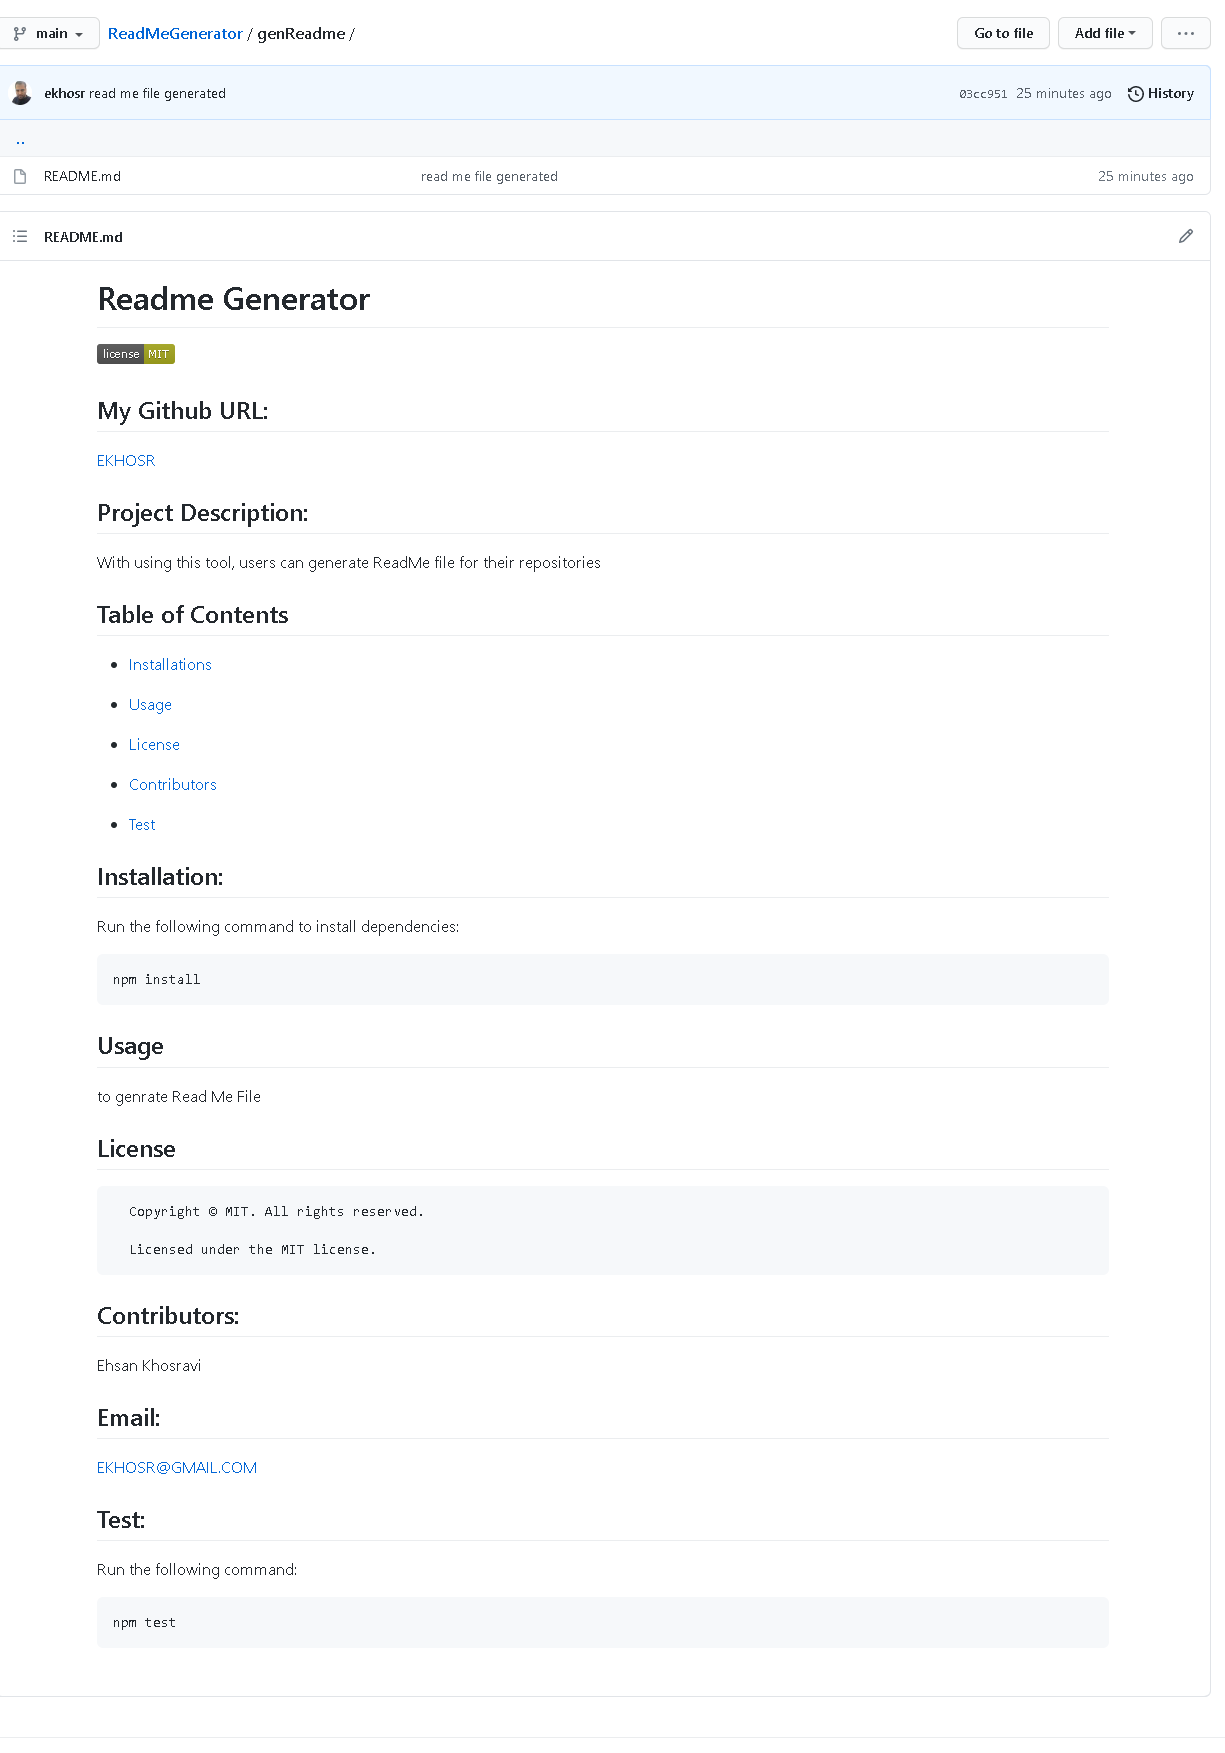 main ReadMeGenerator / genReadme / Go to file Add file ···
ekhosr read me file generated 03cc951 25 minutes ago History
..
README.md read me file generated 25 minutes ago
README.md
Readme Generator
license MIT
My Github URL:
EKHOSR
Project Description:
With using this tool, users can generate ReadMe file for their repositories
Table of Contents
• Installations
• Usage
• License
• Contributors
• Test
Installation:
Run the following command to install dependencies:
npm install
Usage
to genrate Read Me File
License
Copyright © MIT. All rights reserved.
Licensed under the MIT license.
Contributors:
Ehsan Khosravi
Email:
EKHOSR@GMAIL.COM
Test:
Run the following command:
npm test